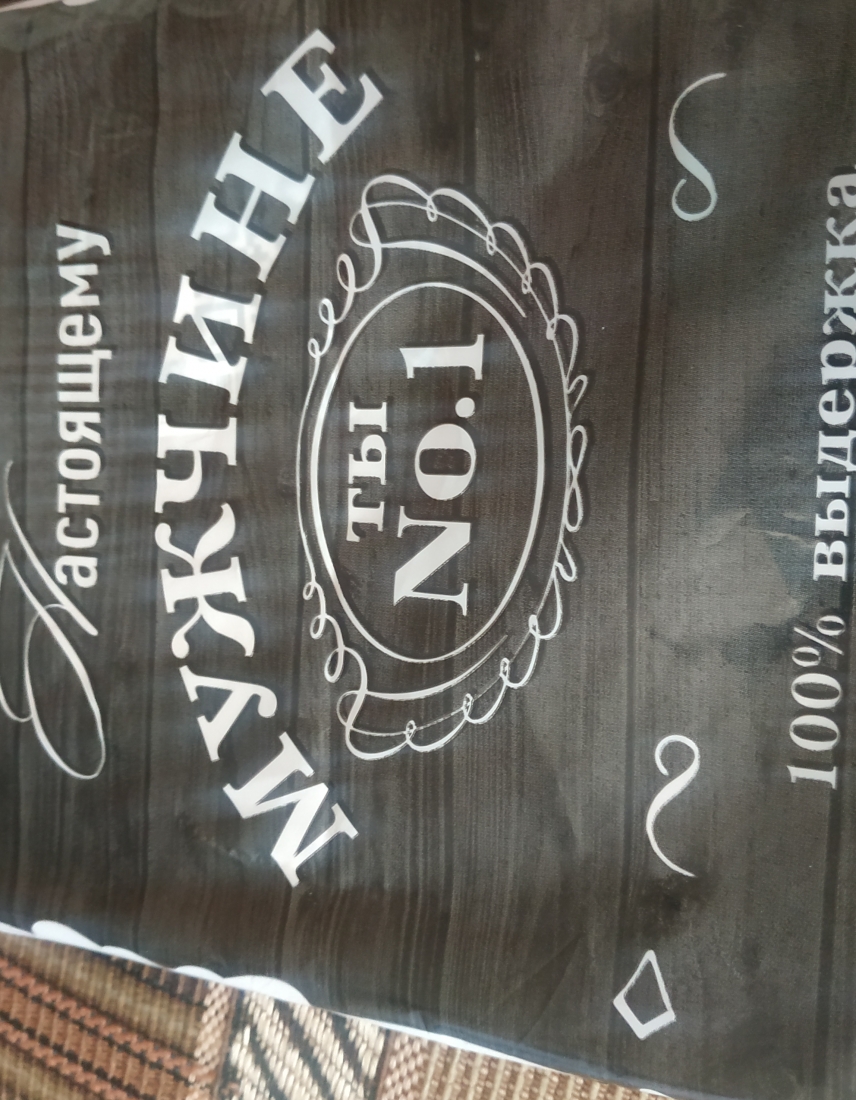 Настоящему
МУЖЧИНЕ
ТЫ
No.1
100% выдержка